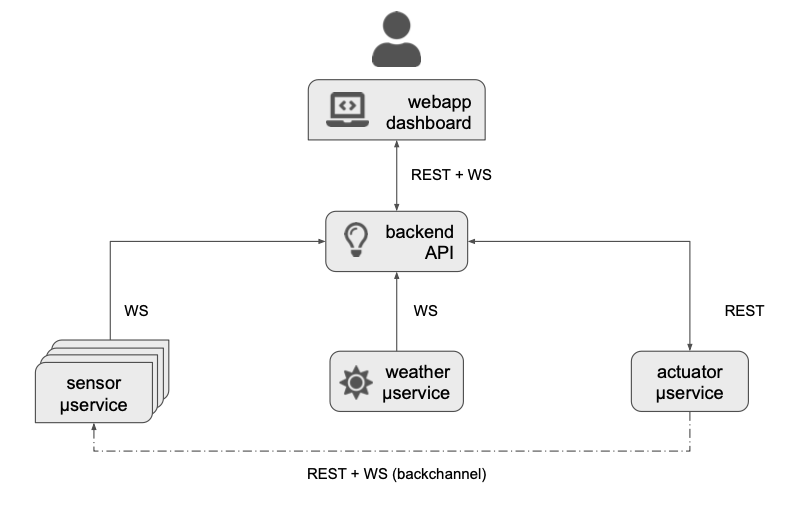 webapp
dashboard
REST + WS
backend
API
WS
WS
REST
sensor
μservice
weather
μservice
actuator
μservice
REST + WS (backchannel)